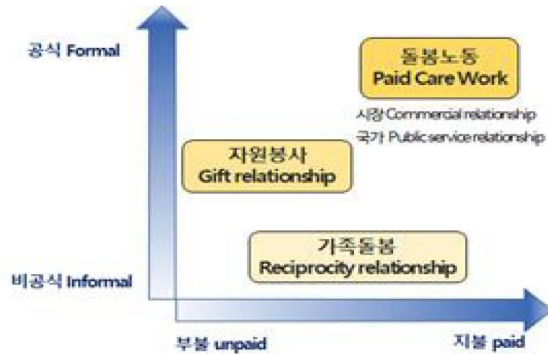 공식 Formal
돌봄노동
Paid Care Work
시장 Commercial relationship
국가 Public service relationship
자원봉사
Gift relationship
가족돌봄
Reciprocity relationship
비공식 Informal
부불 unpaid
지불 paid